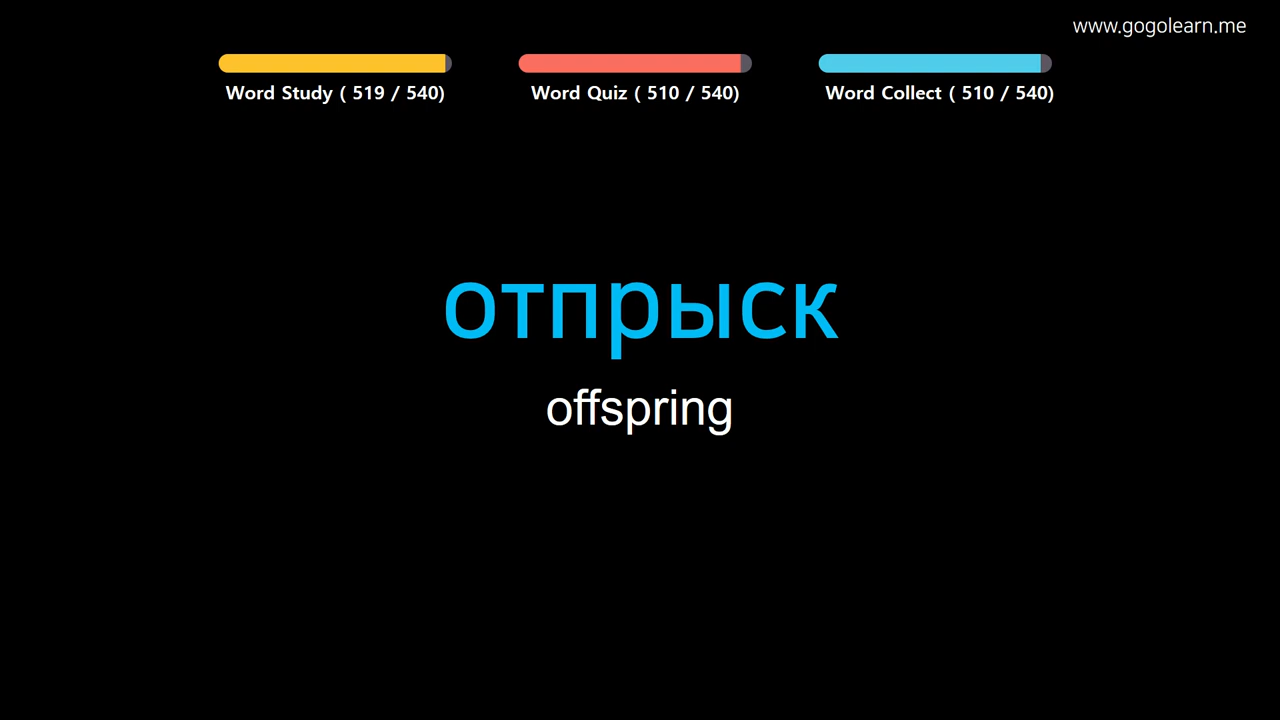 www.gogolearn.me
Word Study ( 519 / 540)
Word Quiz ( 510 / 540)
Word Collect ( 510 / 540)
отпрыск
offspring